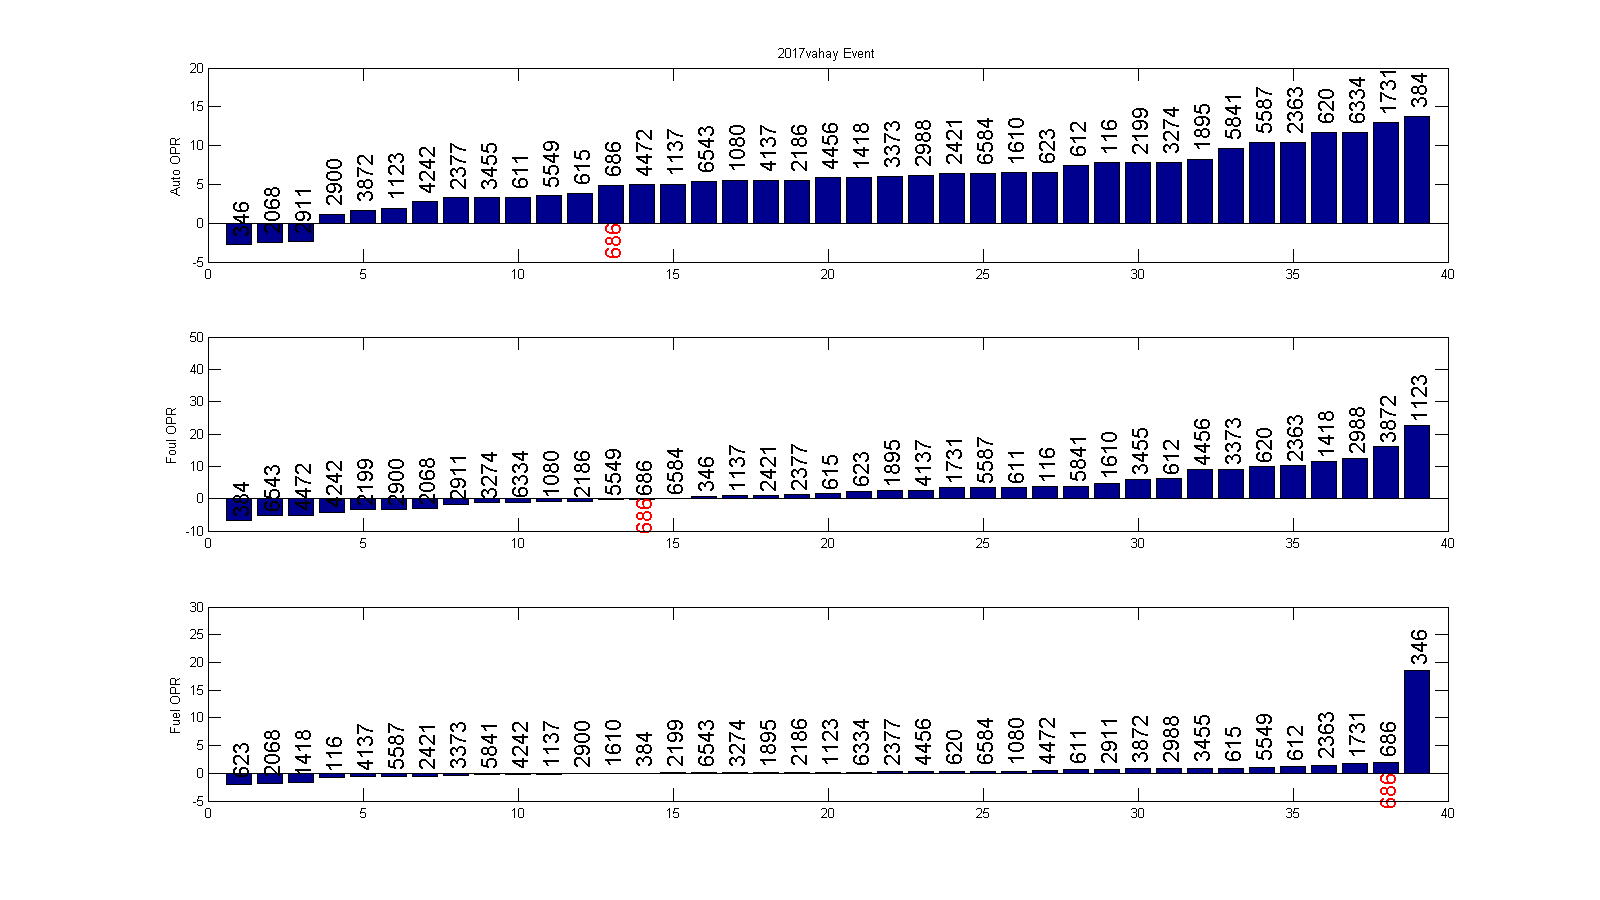 2017vahay Event
Auto OPR
20
15
10
5
0
-5
346 2068 2911 2900 3872 1123 4242 2377 3455 611 5549 615 686 4472 1137 6543 1080 4137 2186 4456 1418 3373 2988 2421 6584 1610 623 612 116 2199 3274 1895 5841 5587 2363 620 6334 1731 384
686
0 5 10 15 20 25 30 35 40
Foul OPR
50
40
30
20
10
0
-10
384 6543 4472 4242 2199 2900 2068 2911 3274 6334 1080 2186 5549 686 6584 346 1137 2421 2377 615 623 1895 4137 1731 5587 611 116 5841 1610 3455 612 4456 3373 620 2363 1418 2988 3872 1123
686
0 5 10 15 20 25 30 35 40
Fuel OPR
30
25
20
15
10
5
0
-5
623 2068 1418 116 4137 5587 2421 3373 5841 4242 1137 2900 1610 384 2199 6543 3274 1895 2186 1123 6334 2377 4456 620 6584 1080 4472 611 2911 3872 2988 3455 615 5549 612 2363 1731 686 346
686
0 5 10 15 20 25 30 35 40